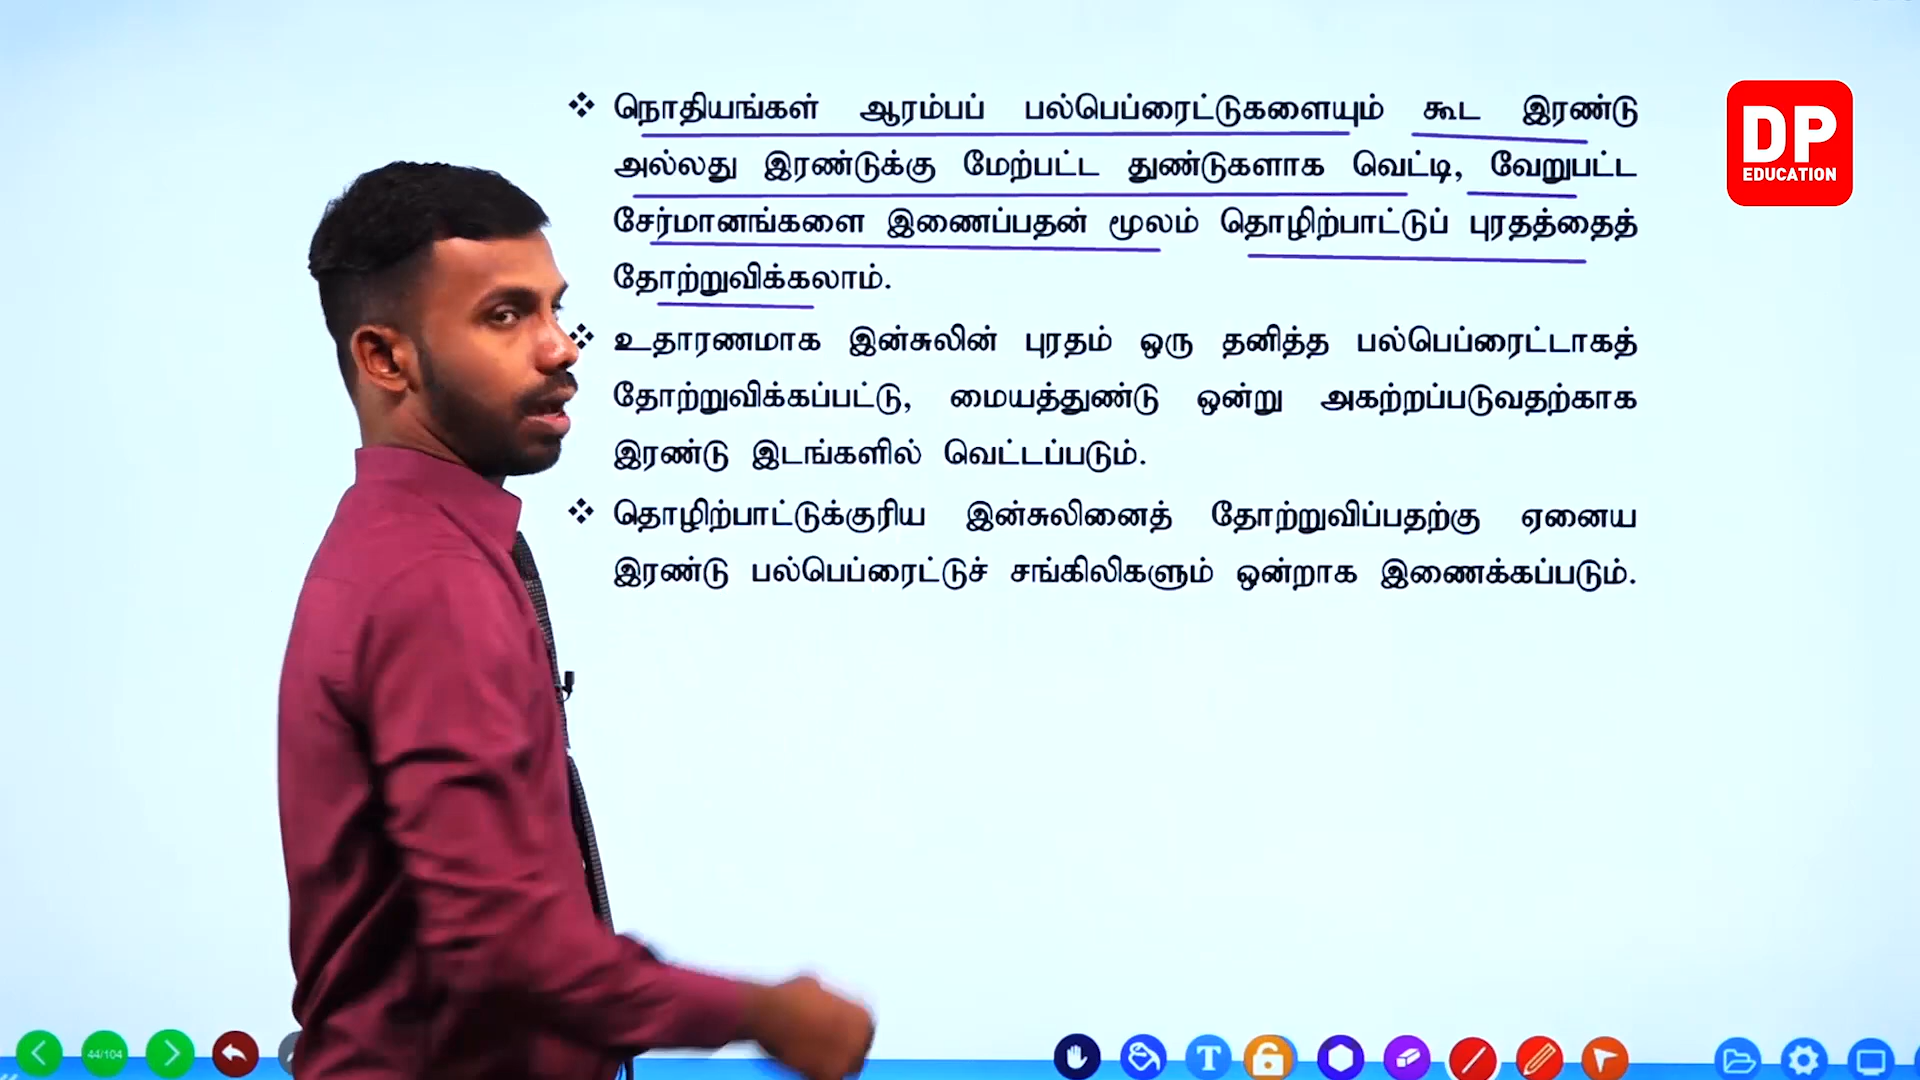 ❖ நொதியங்கள் ஆரம்பப் பல்பெப்ரைட்டுகளையும் கூட இரண்டு
அல்லது இரண்டுக்கு மேற்பட்ட துண்டுகளாக வெட்டி, வேறுபட்ட
சேர்மானங்களை இணைப்பதன் மூலம் தொழிற்பாட்டுப் புரதத்தைத்
தோற்றுவிக்கலாம்.
❖ உதாரணமாக இன்சுலின் புரதம் ஒரு தனித்த பல்பெப்ரைட்டாகத்
தோற்றுவிக்கப்பட்டு, மையத்துண்டு ஒன்று அகற்றப்படுவதற்காக
இரண்டு இடங்களில் வெட்டப்படும்.
❖ தொழிற்பாட்டுக்குரிய இன்சுலினைத் தோற்றுவிப்பதற்கு ஏனைய
இரண்டு பல்பெப்ரைட்டுச் சங்கிலிகளும் ஒன்றாக இணைக்கப்படும்.
DP
EDUCATION
44/104
T